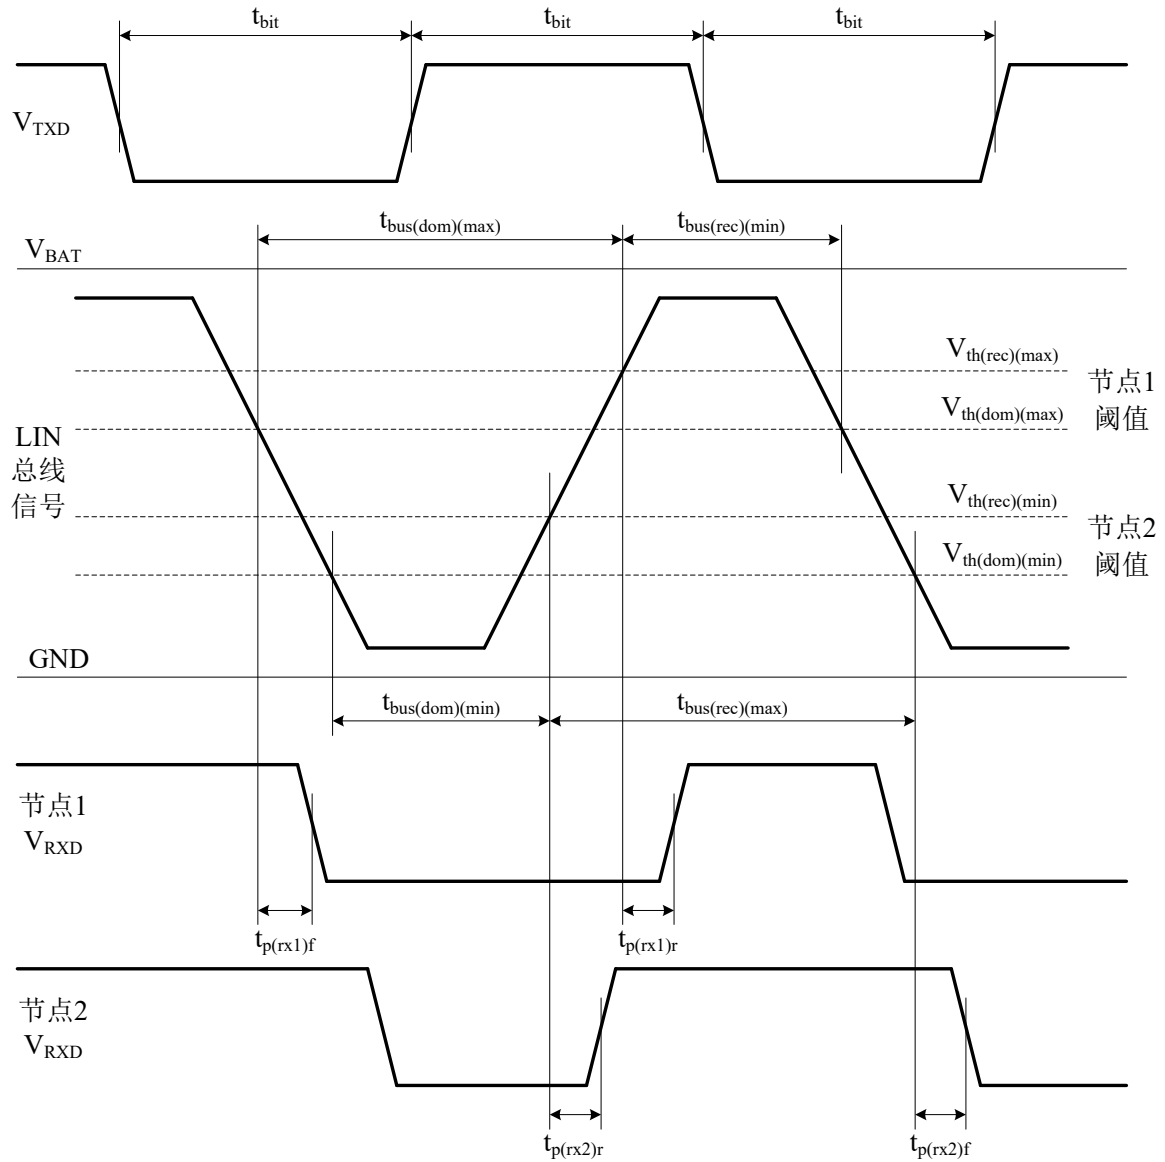 tbit
tbit
tbit
VTXD
tbus(dom)(max)
tbus(rec)(min)
VBAT
Vth(rec)(max)
节点1
阈值
Vth(dom)(max)
LIN
总线
信号
Vth(rec)(min)
节点2
阈值
Vth(dom)(min)
GND
tbus(dom)(min)
tbus(rec)(max)
节点1
VRXD
tp(rx1)f
tp(rx1)r
节点2
VRXD
tp(rx2)r
tp(rx2)f